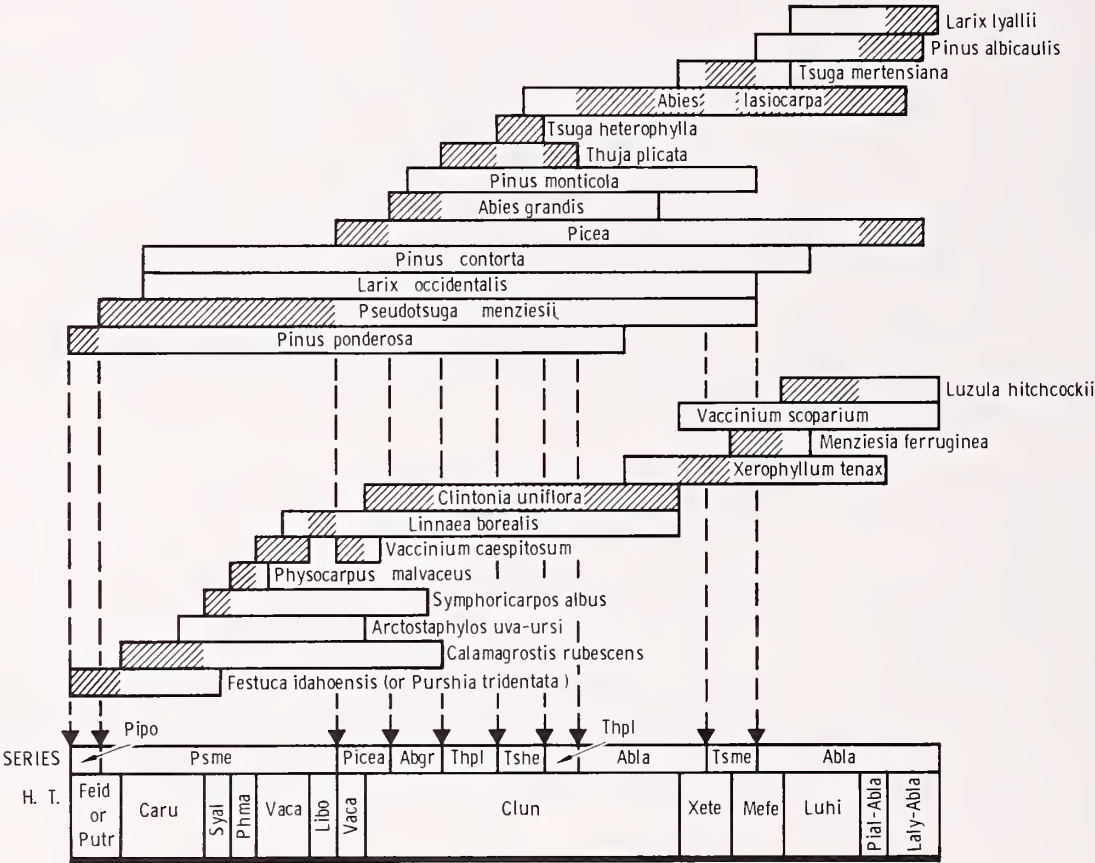 Larix lyallii
Pinus albicaulis
Tsuga mertensiana
Abies lasiocarpa
Tsuga heterophylla
Thuja plicata
Pinus monticola
Abies grandis
Picea
Pinus contorta
Larix occidentalis
Pseudotsuga menziesii
Pinus ponderosa
Luzula hitchcockii
Vaccinium scoparium
Menziesia ferruginea
Xerophyllum tenax
Clintonia uniflora
Linnaea borealis
Vaccinium caespitosum
Physocarpus malvaceus
Symphoricarpos albus
Arctostaphylos uva-ursi
Calamagrostis rubescens
Festuca idahoensis (or Purshia tridentata)
Pipo
Thpl
SERIES Psme Picea Abgr Thpl Tshe Abla Tsme Abla
H. T. Feid or Putr Caru Syal Phma Vaca Libo Vaca Clun Xete Mefe Luhi Pial-Abla Laly-Abla